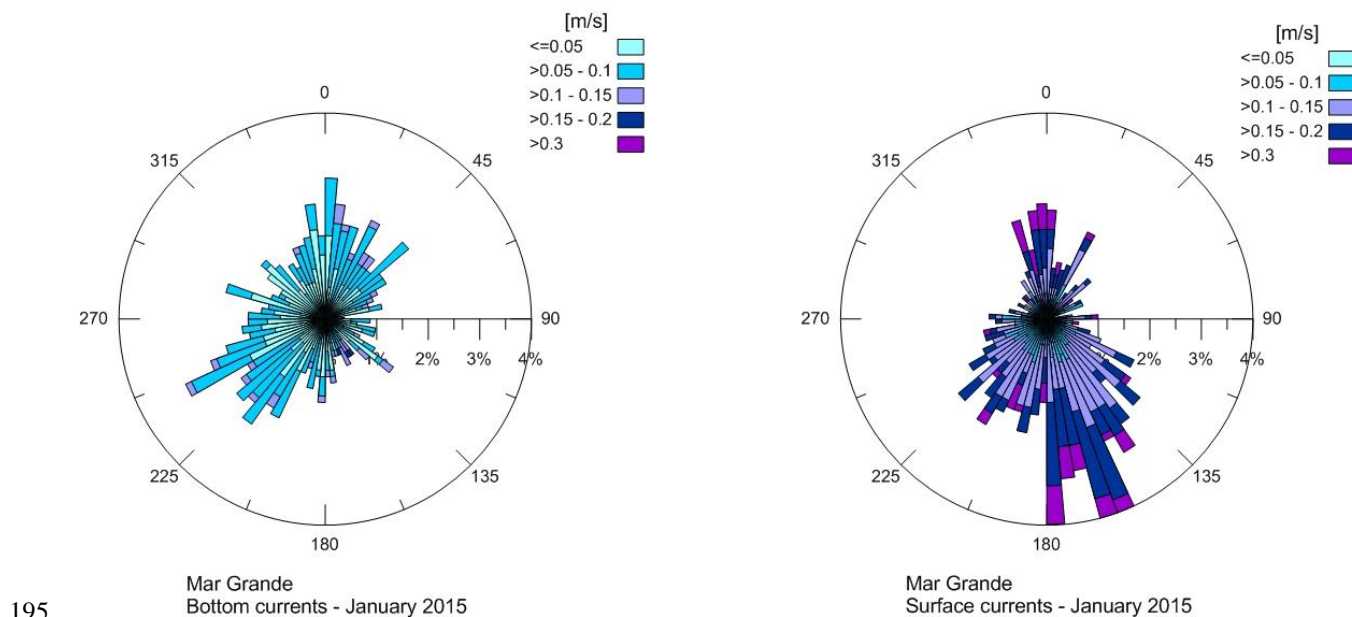 [m/s]
<=0.05
>0.05 - 0.1
>0.1 - 0.15
>0.15 - 0.2
>0.3
0
45
90
135
180
225
270
315
1%
2%
3%
4%
Mar Grande
Bottom currents - January 2015
[m/s]
<=0.05
>0.05 - 0.1
>0.1 - 0.15
>0.15 - 0.2
>0.3
0
45
90
135
180
225
270
315
2%
3%
4%
Mar Grande
Surface currents - January 2015
195